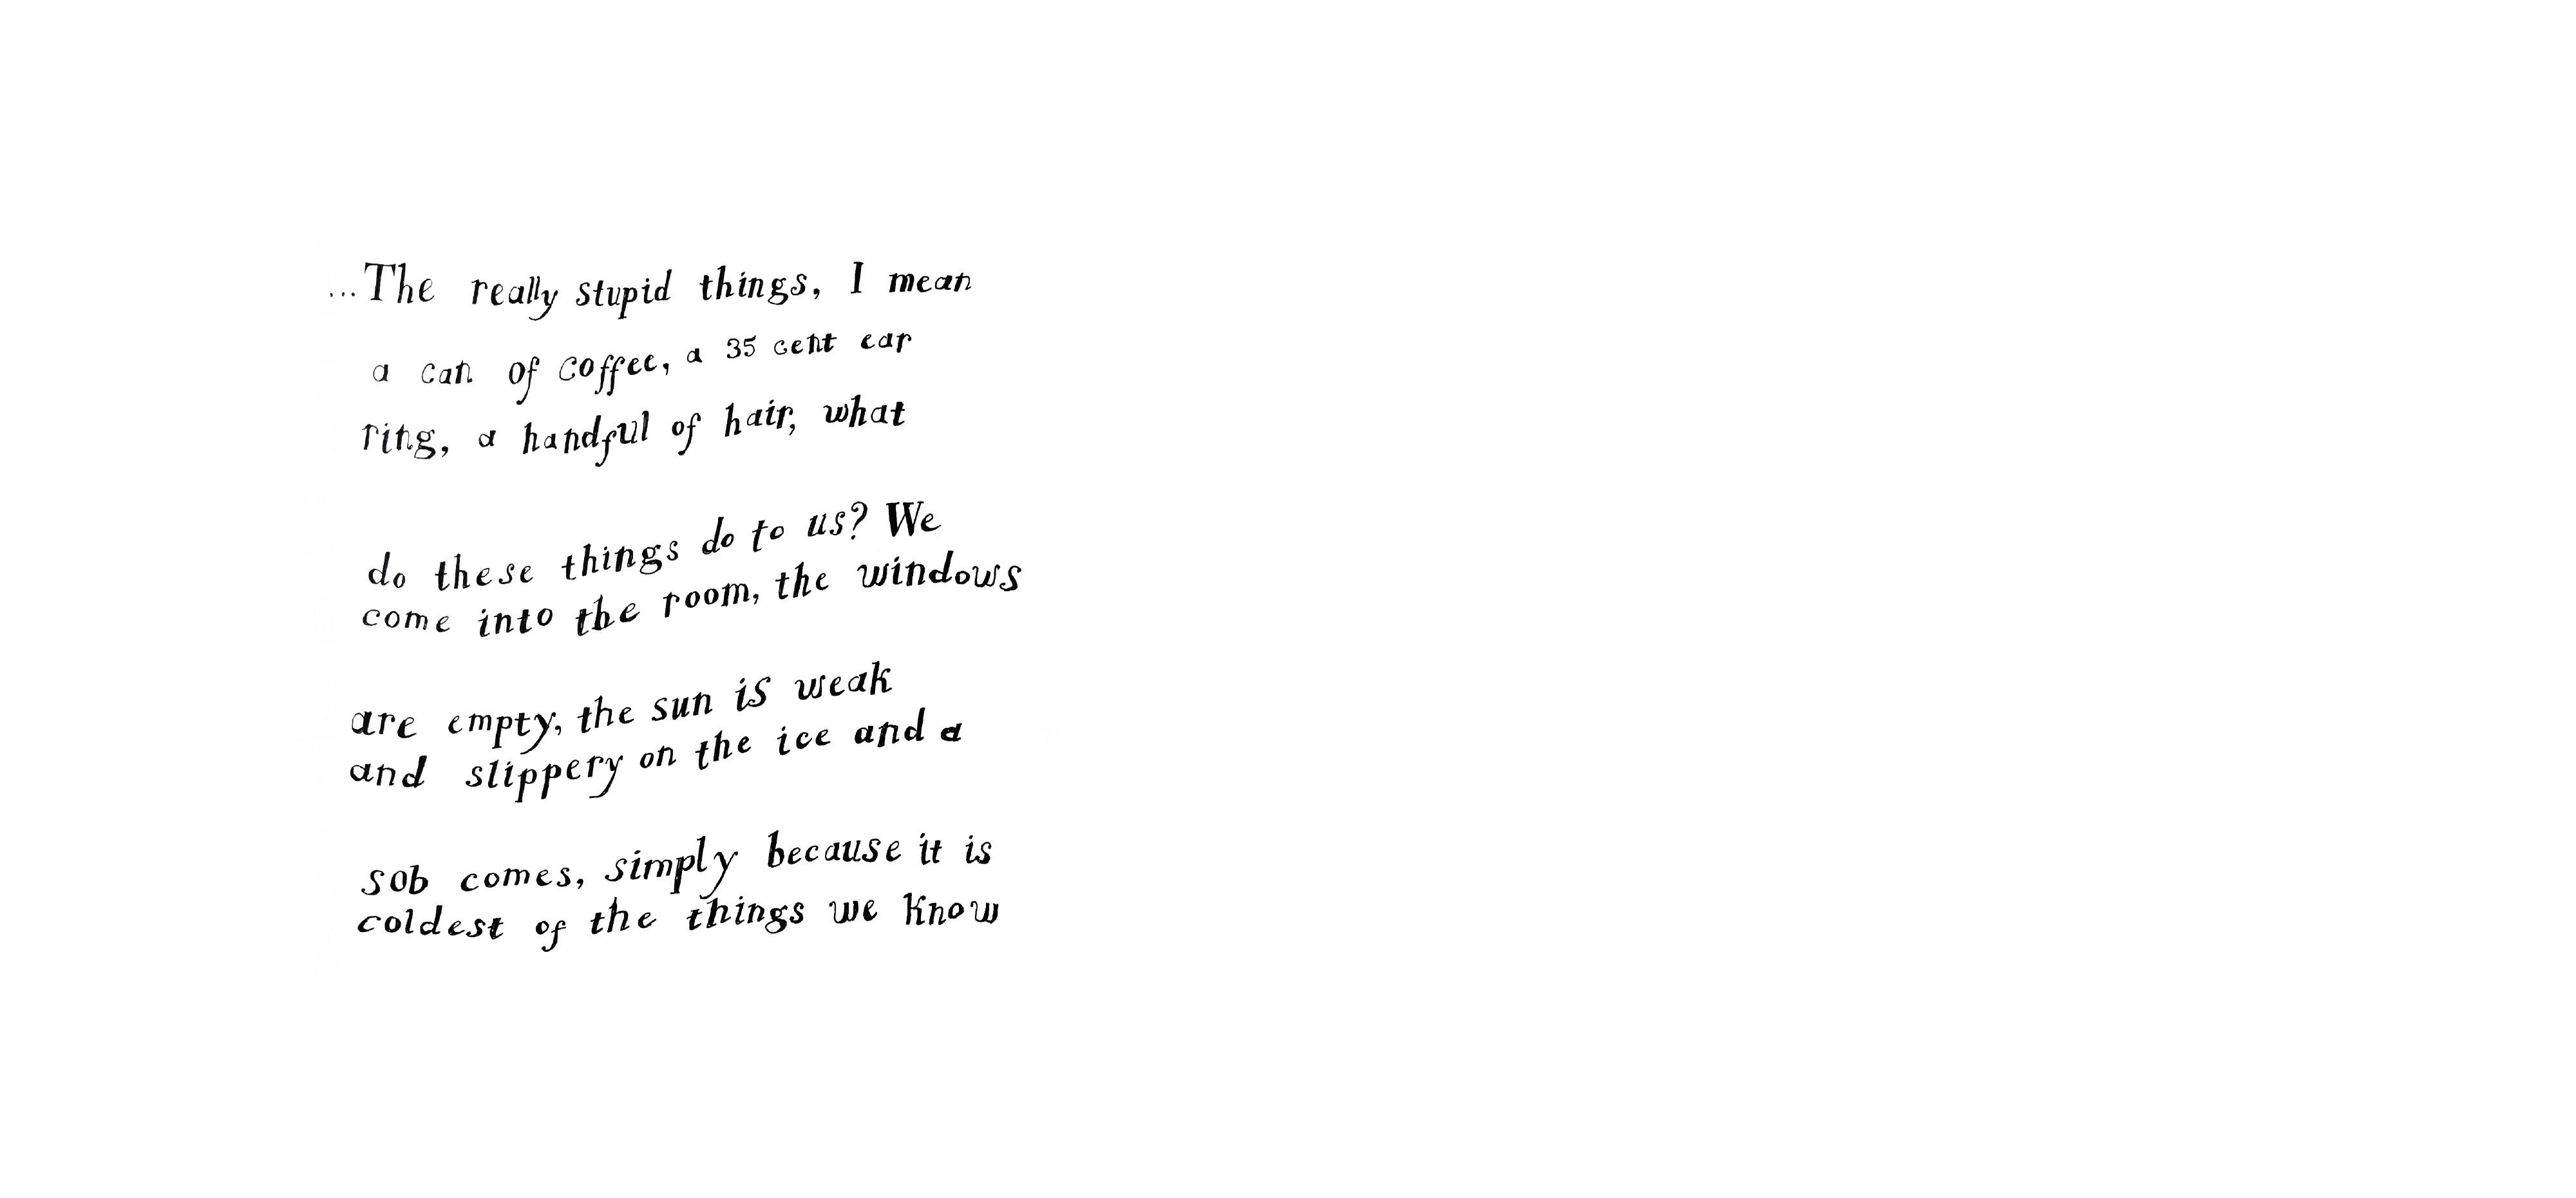 ...The really stupid things, I mean
a can of coffee, a 35 cent ear
ring, a handful of hair, what
do these things do to us? We
come into the room, the windows
are empty, the sun is weak
and slippery on the ice and a
sob comes, simply because it is
coldest of the things we know